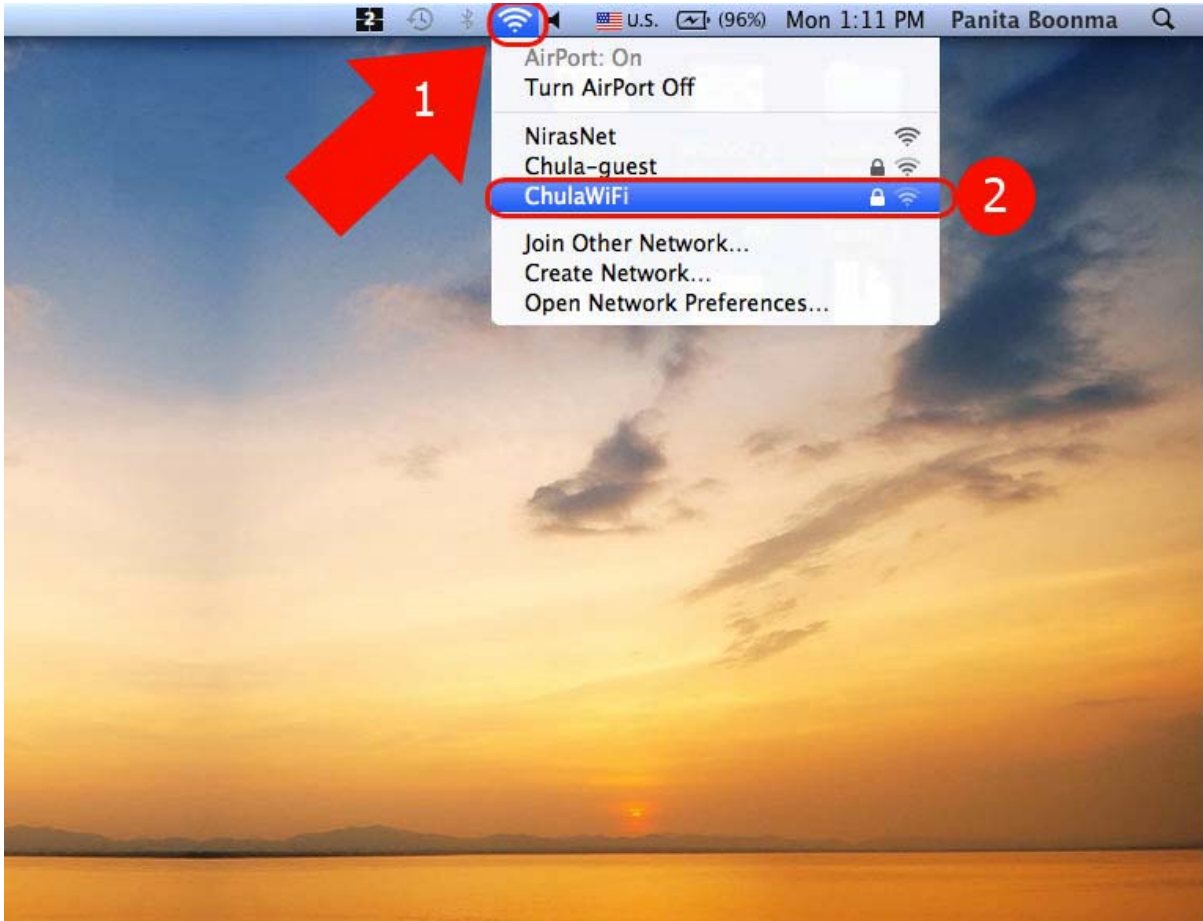 2 U.S. (96%) Mon 1:11 PM Panita Boonma
1
AirPort: On
Turn AirPort Off
NirasNet
Chula-guest
ChulaWiFi
2
Join Other Network...
Create Network...
Open Network Preferences...